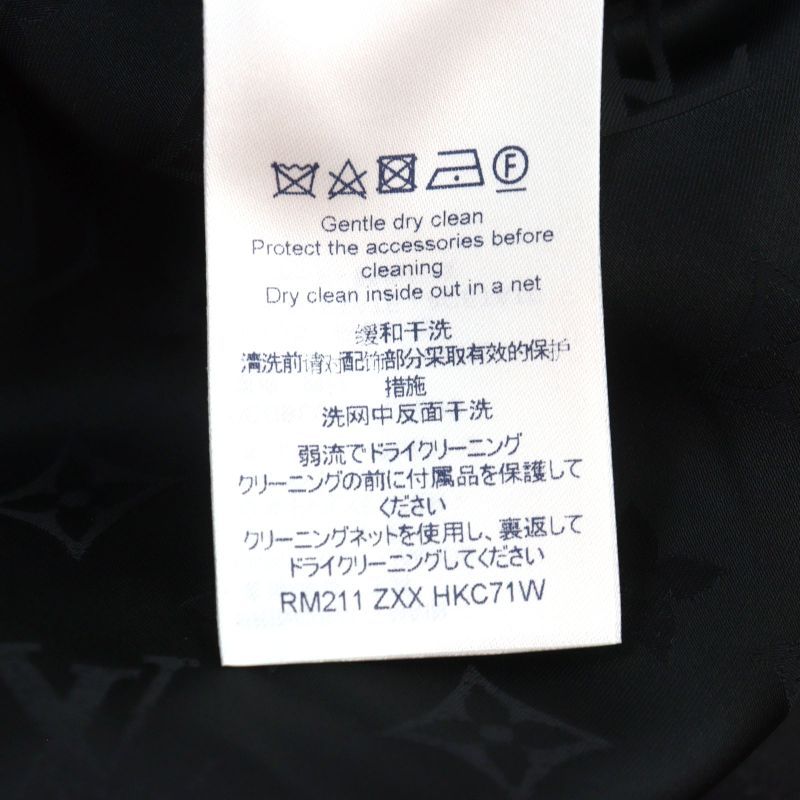 F
Gentle dry clean
Protect the accessories before
cleaning
Dry clean inside out in a net
缓和干洗
清洗前请对配饰部分采取有效的保护
措施
洗网中反面干洗
弱流でドライクリーニング
クリーニングの前に付属品を保護して
ください
クリーニングネットを使用し、裏返して
ドライクリーニングしてください
RM211 ZXX HKC71W